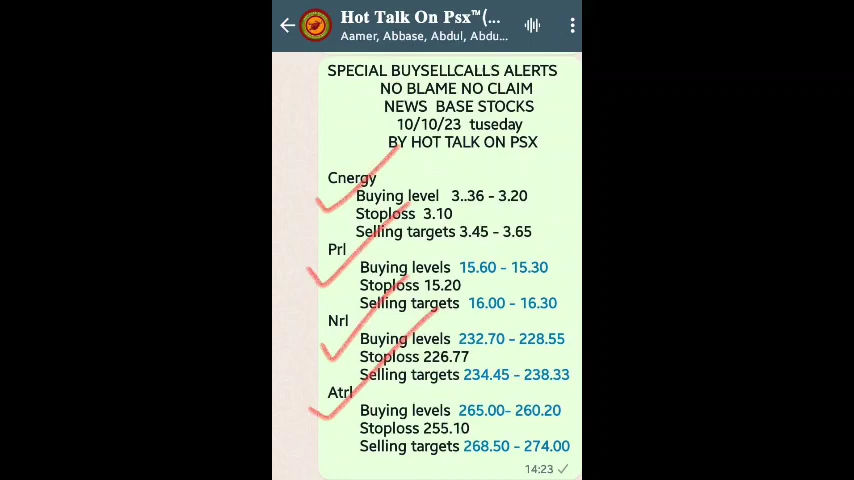 Hot Talk On Psx™(...
Aamer, Abbase, Abdul, Abdu...
SPECIAL BUYSELLCALLS ALERTS
NO BLAME NO CLAIM
NEWS BASE STOCKS
10/10/23 tuseday
BY HOT TALK ON PSX
Cnergy
Buying level 3..36 - 3.20
Stoploss 3.10
Selling targets 3.45 - 3.65
Prl
Buying levels 15.60 - 15.30
Stoploss 15.20
Selling targets 16.00 - 16.30
Nrl
Buying levels 232.70 - 228.55
Stoploss 226.77
Selling targets 234.45 - 238.33
Atrl
Buying levels 265.00- 260.20
Stoploss 255.10
Selling targets 268.50 - 274.00
14:23